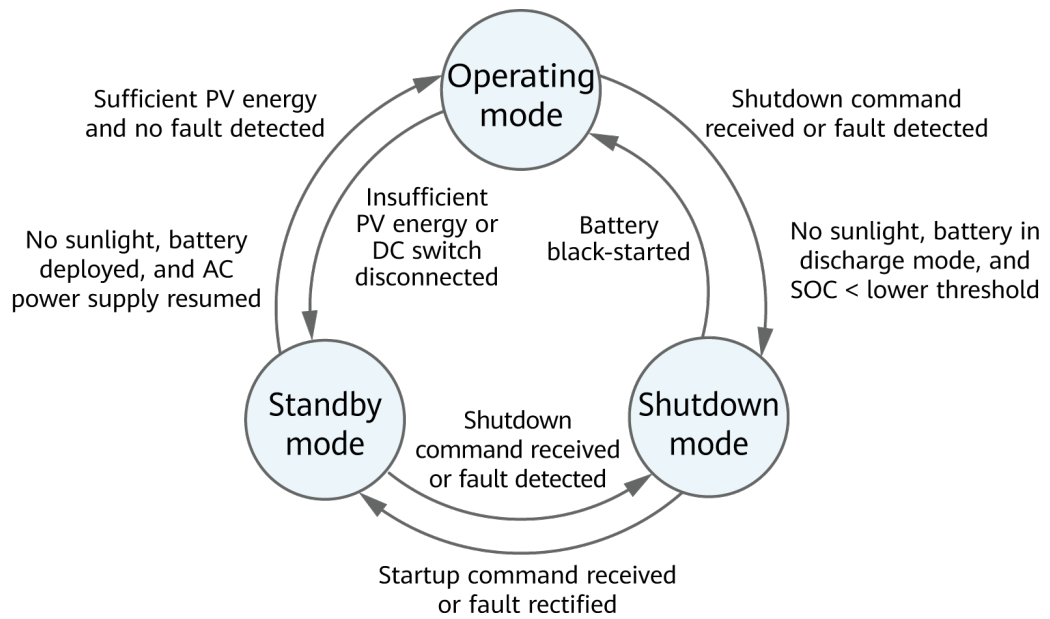 Operating
mode
Sufficient PV energy
and no fault detected
Shutdown command
received or fault detected
Insufficient
PV energy or
DC switch
disconnected
Battery
black-started
No sunlight, battery
deployed, and AC
power supply resumed
No sunlight, battery in
discharge mode, and
SOC < lower threshold
Standby
mode
Shutdown
command received
or fault detected
Shutdown
mode
Startup command received
or fault rectified